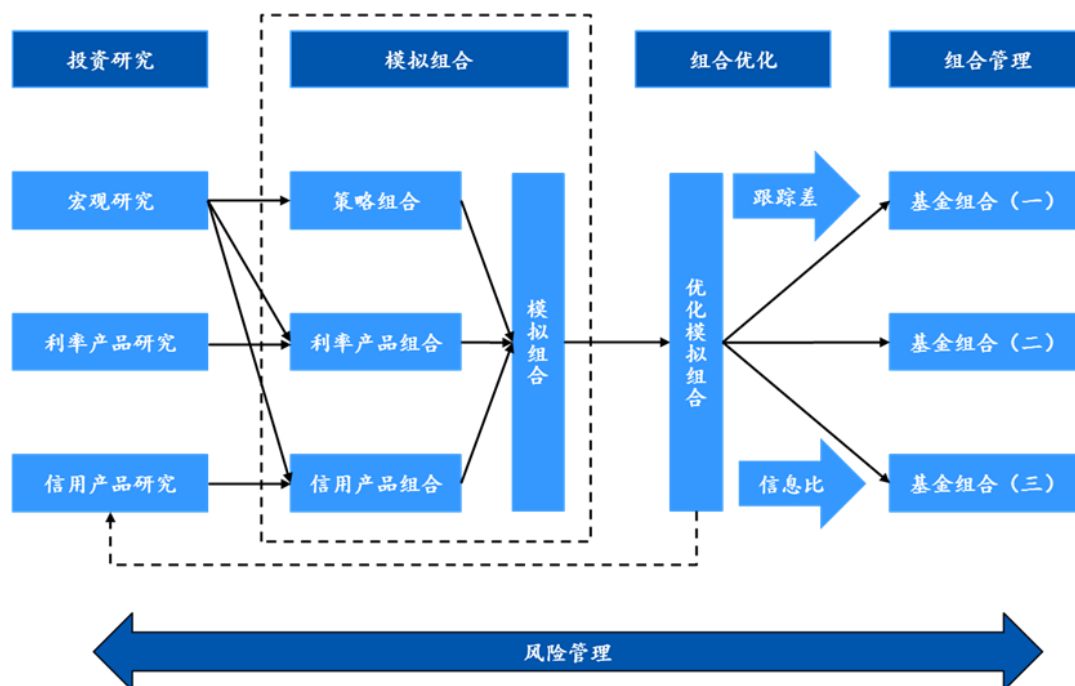 投资研究
模拟组合
组合优化
组合管理
宏观研究
策略组合
跟踪差
基金组合（一）
利率产品研究
利率产品组合
模拟组合
优化模拟组合
基金组合（二）
信用产品研究
信用产品组合
信息比
基金组合（三）
风险管理